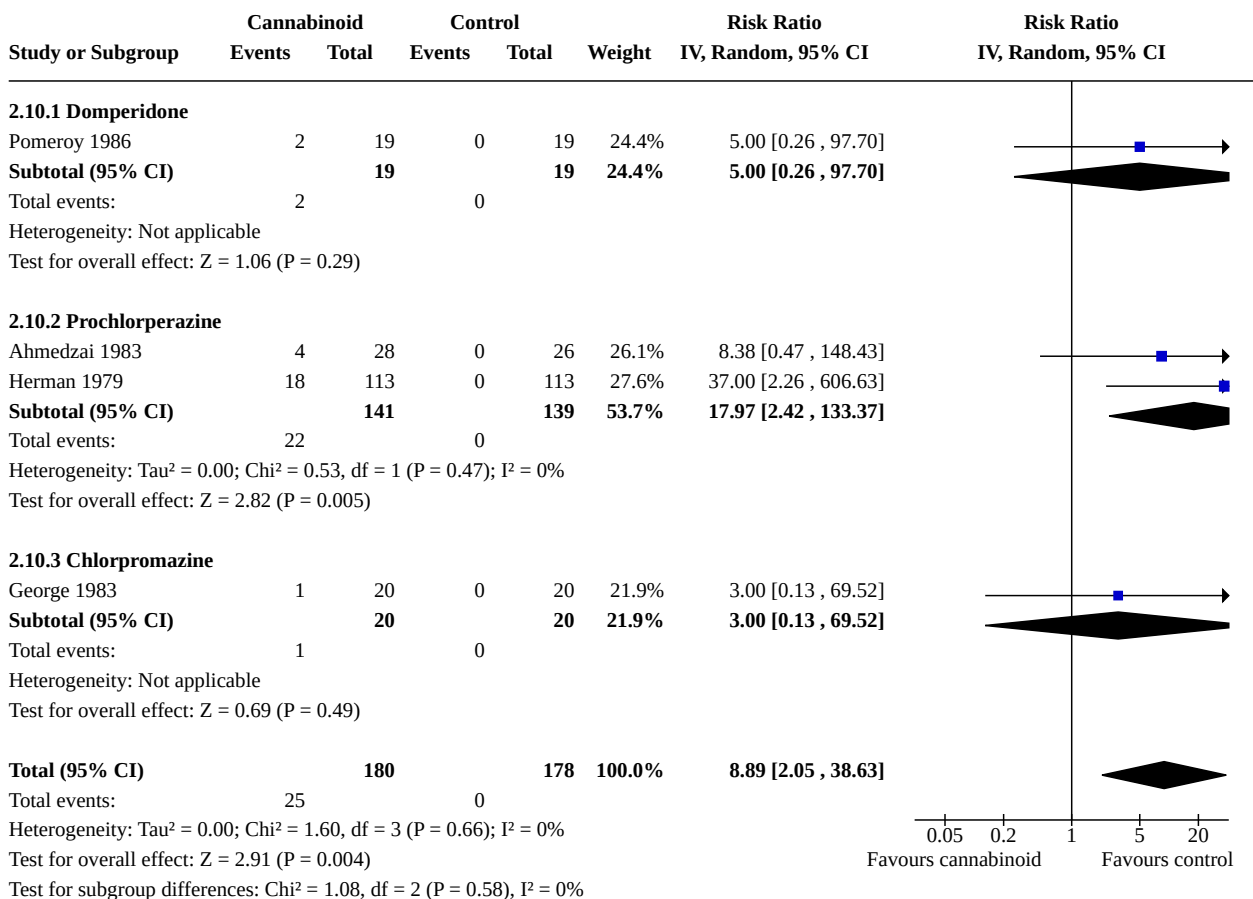 Cannabinoid Control Risk Ratio Risk Ratio
Study or Subgroup Events Total Events Total Weight IV, Random, 95% CI IV, Random, 95% CI
2.10.1 Domperidone
Pomeroy 1986 2 19 0 19 24.4% 5.00 [0.26 , 97.70]
Subtotal (95% CI) 19 19 24.4% 5.00 [0.26 , 97.70]
Total events: 2 0
Heterogeneity: Not applicable
Test for overall effect: Z = 1.06 (P = 0.29)
2.10.2 Prochlorperazine
Ahmedzai 1983 4 28 0 26 26.1% 8.38 [0.47 , 148.43]
Herman 1979 18 113 0 113 27.6% 37.00 [2.26 , 606.63]
Subtotal (95% CI) 141 139 53.7% 17.97 [2.42 , 133.37]
Total events: 22 0
Heterogeneity: Tau² = 0.00; Chi² = 0.53, df = 1 (P = 0.47); I² = 0%
Test for overall effect: Z = 2.82 (P = 0.005)
2.10.3 Chlorpromazine
George 1983 1 20 0 20 21.9% 3.00 [0.13 , 69.52]
Subtotal (95% CI) 20 20 21.9% 3.00 [0.13 , 69.52]
Total events: 1 0
Heterogeneity: Not applicable
Test for overall effect: Z = 0.69 (P = 0.49)
Total (95% CI) 180 178 100.0% 8.89 [2.05 , 38.63]
Total events: 25 0
Heterogeneity: Tau² = 0.00; Chi² = 1.60, df = 3 (P = 0.66); I² = 0%
0.05 0.2 1 5 20
Test for overall effect: Z = 2.91 (P = 0.004)
Favours cannabinoid Favours control
Test for subgroup differences: Chi² = 1.08, df = 2 (P = 0.58), I² = 0%